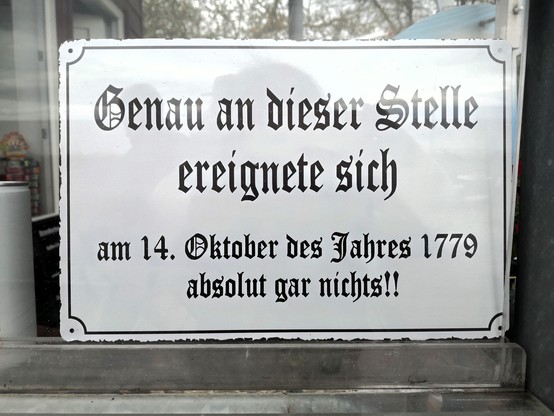 Genau an dieser Stelle
ereignete sich
am 14. Oktober des Jahres 1779
absolut gar nichts!!